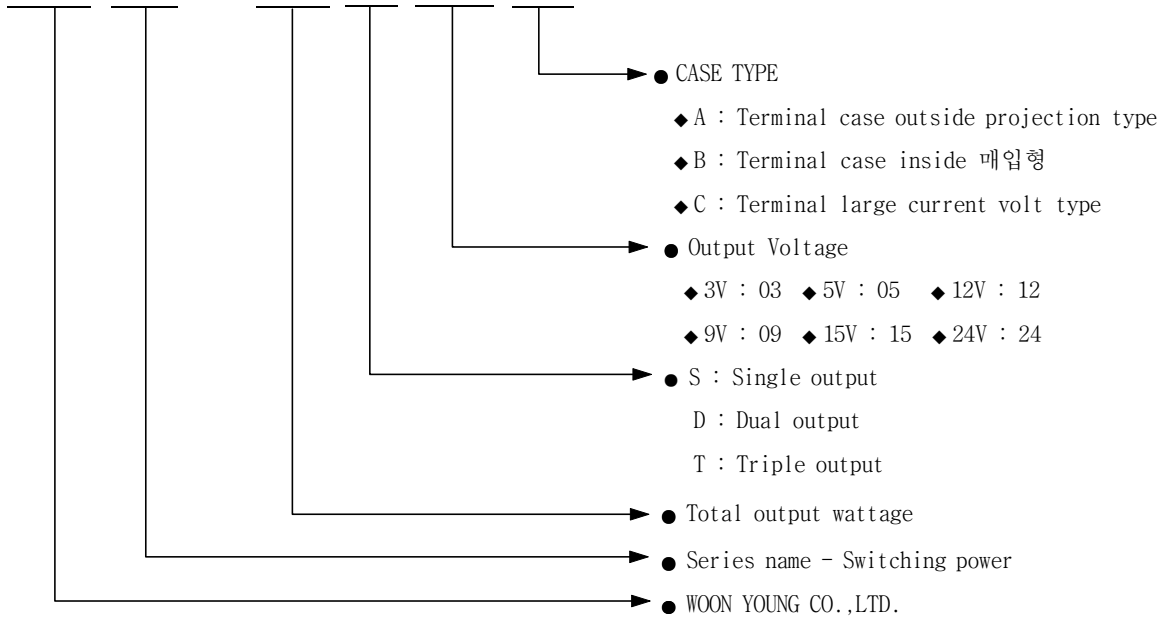 ● CASE TYPE
◆ A : Terminal case outside projection type
◆ B : Terminal case inside 매입형
◆ C : Terminal large current volt type
● Output Voltage
◆ 3V : 03 ◆ 5V : 05 ◆ 12V : 12
◆ 9V : 09 ◆ 15V : 15 ◆ 24V : 24
● S : Single output
D : Dual output
T : Triple output
● Total output wattage
● Series name - Switching power
● WOON YOUNG CO.,LTD.